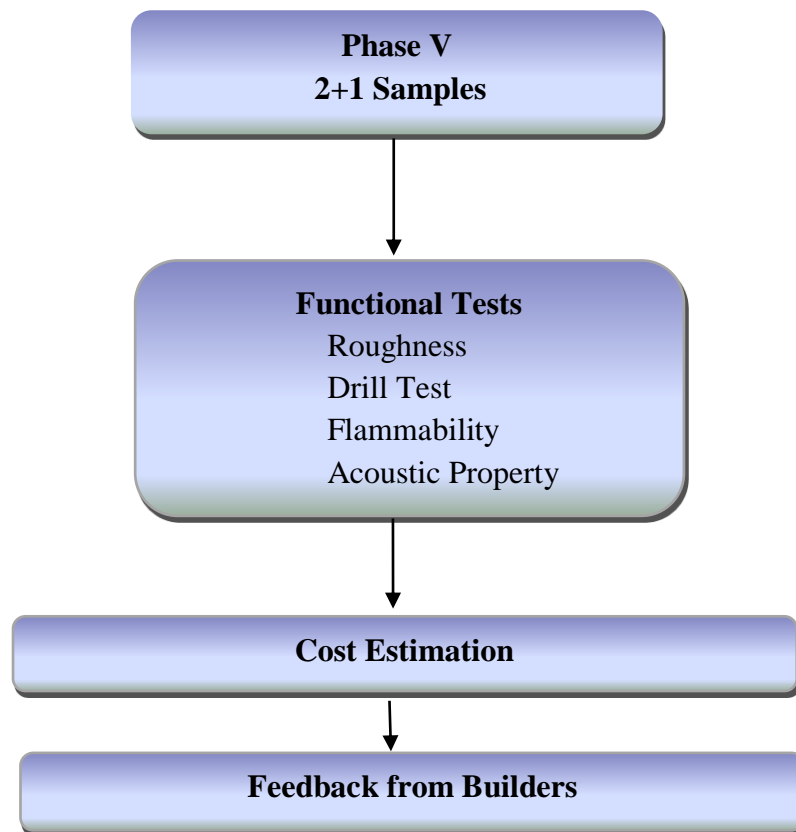 Phase V
2+1 Samples
Functional Tests
Roughness
Drill Test
Flammability
Acoustic Property
Cost Estimation
Feedback from Builders